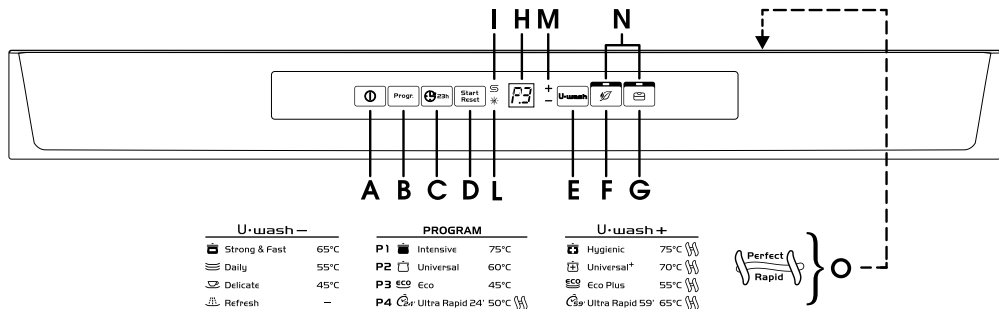 I H M N
Progr. 23h Start Reset P.3 + − U-wash
A B C D L E F G
U·wash −
Strong & Fast 65°C
Daily 55°C
Delicate 45°C
Refresh –
PROGRAM
P1 Intensive 75°C
P2 Universal 60°C
P3 eco Eco 45°C
P4 24' Ultra Rapid 24' 50°C
U·wash +
Hygienic 75°C
Universal+ 70°C
eco Eco Plus 55°C
59' Ultra Rapid 59' 65°C
Perfect
Rapid